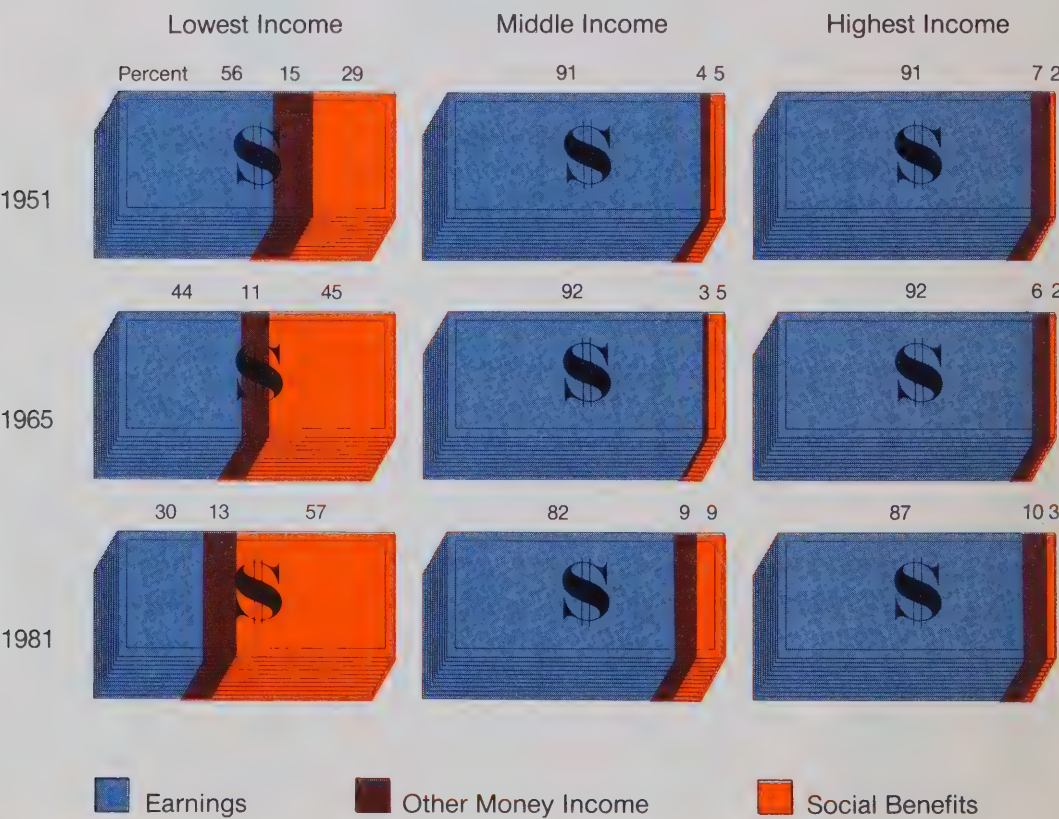 Lowest Income Middle Income Highest Income
Percent 56 15 29 91 4 5 91 7 2
$ $ $
1951
44 11 45 92 3 5 92 6 2
$ $ $
1965
30 13 57 82 9 9 87 10 3
$ $ $
1981
Earnings Other Money Income Social Benefits